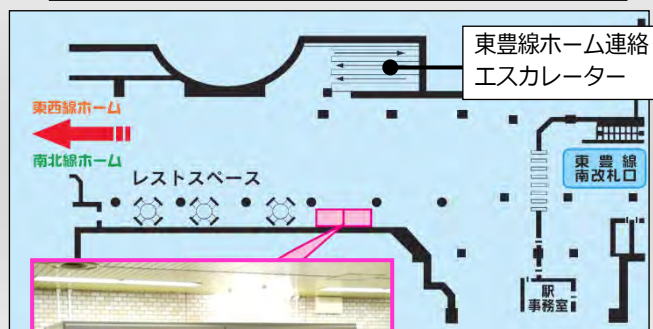 東豊線ホーム連絡
エスカレーター
東西線ホーム
南北線ホーム
レストスペース
東豊線
南改札口
駅
事務室